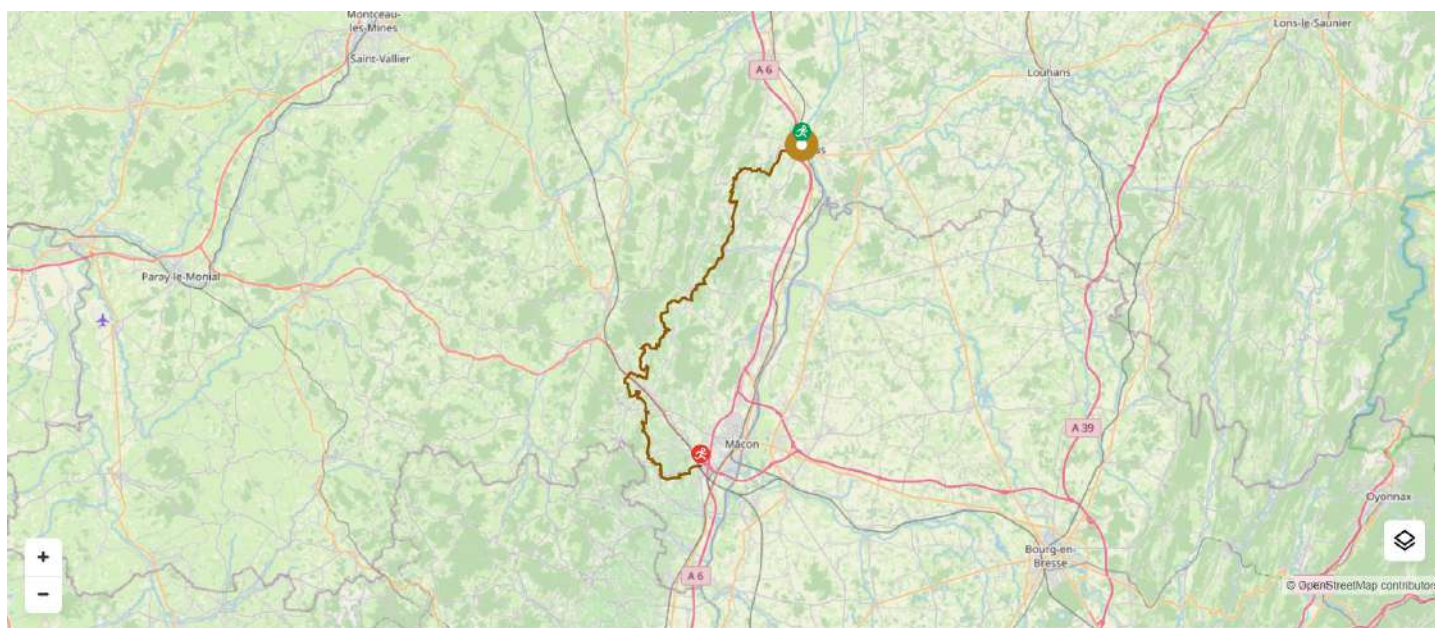 Montceau-
les-Mines
Lons-le-Saunier
Saint-Vallier
A 6
Louhans
Paray-le-Monial
A 39
Mâcon
Oyonnax
+
Bourg-en-
Bresse
A 6
−
© OpenStreetMap contributors